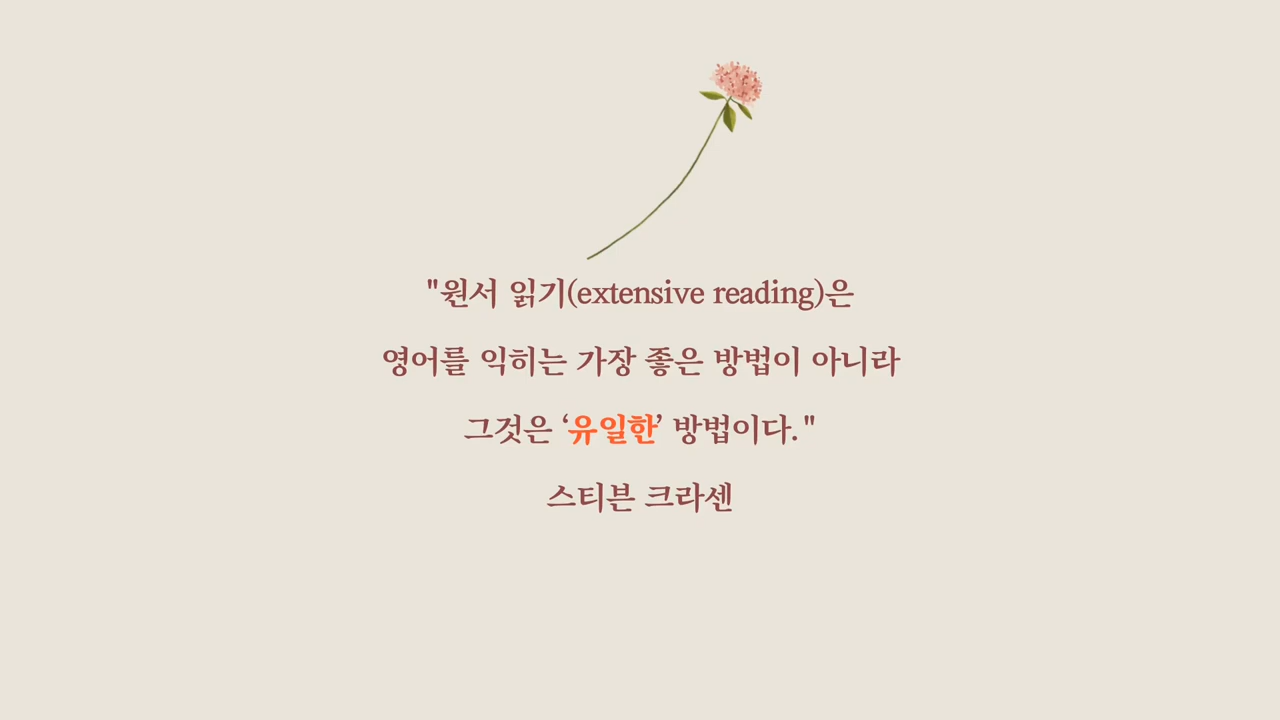 "원서 읽기(extensive reading)은
영어를 익히는 가장 좋은 방법이 아니라
그것은 ‘유일한’ 방법이다."
스티븐 크라센